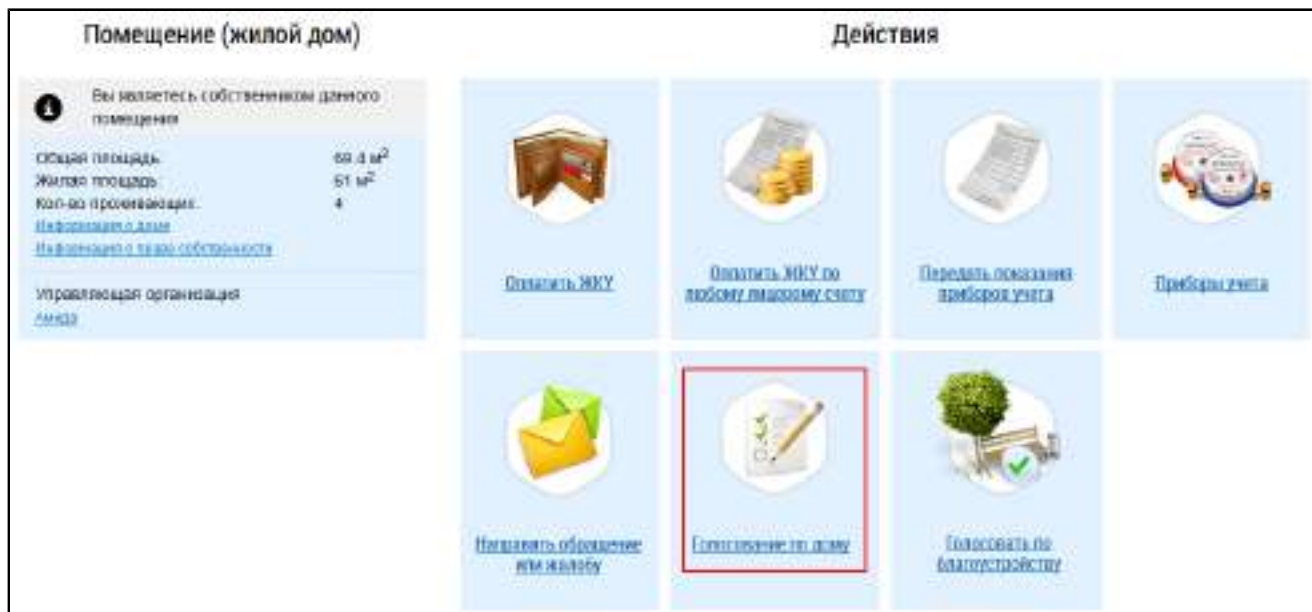 Помещение (жилой дом)
Вы являетесь собственником данного
помещения
Общая площадь: 69.4 м²
Жилая площадь: 51 м²
Кол-во проживающих: 4
Информация о доме
Информация о праве собственности
Управляющая организация
Действия
Оплатить ЖКУ
Оплатить ЖКУ по
любому лицевому счету
Передать показания
приборов учета
Приборы учета
Направить обращение
или жалобу
Голосование по дому
Голосовать по
благоустройству